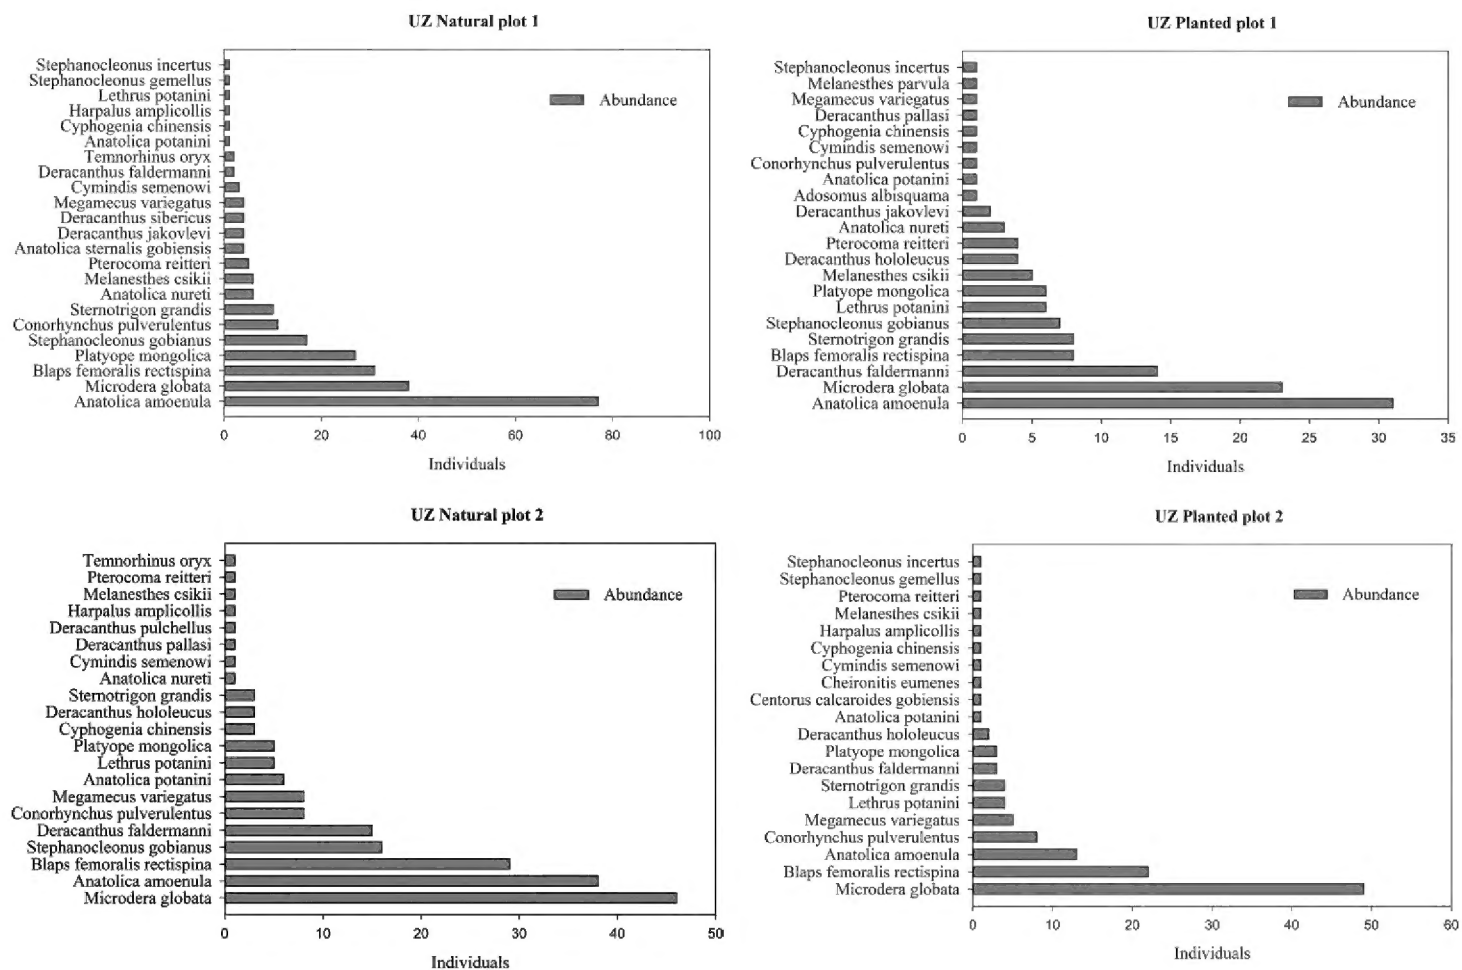 UZ Natural plot 1
Stephanocleonus incertus
Stephanocleonus gemellus
Lethrus potanini
Harpalus amplicollis
Cyphogenia chinensis
Anatolica potanini
Temnorhinus oryx
Deracanthus faldermanni
Cymindis semenowi
Megamecus variegatus
Deracanthus sibericus
Deracanthus jakovlevi
Anatolica sternalis gobiensis
Pterocoma reitteri
Melanesthes csikii
Anatolica nureti
Sternotrigon grandis
Conorhynchus pulverulentus
Stephanocleonus gobianus
Platyope mongolica
Blaps femoralis rectispina
Microdera globata
Anatolica amoenula
Abundance
0 20 40 60 80 100
Individuals
UZ Planted plot 1
Stephanocleonus incertus
Melanesthes parvula
Megamecus variegatus
Deracanthus pallasi
Cyphogenia chinensis
Cymindis semenowi
Conorhynchus pulverulentus
Anatolica potanini
Adosomus albisquama
Deracanthus jakovlevi
Anatolica nureti
Pterocoma reitteri
Deracanthus hololeucus
Melanesthes csikii
Platyope mongolica
Lethrus potanini
Stephanocleonus gobianus
Sternotrigon grandis
Blaps femoralis rectispina
Deracanthus faldermanni
Microdera globata
Anatolica amoenula
Abundance
0 5 10 15 20 25 30 35
Individuals
UZ Natural plot 2
Temnorhinus oryx
Pterocoma reitteri
Melanesthes csikii
Harpalus amplicollis
Deracanthus pulchellus
Deracanthus pallasi
Cymindis semenowi
Anatolica nureti
Sternotrigon grandis
Deracanthus hololeucus
Cyphogenia chinensis
Platyope mongolica
Lethrus potanini
Anatolica potanini
Megamecus variegatus
Conorhynchus pulverulentus
Deracanthus faldermanni
Stephanocleonus gobianus
Blaps femoralis rectispina
Anatolica amoenula
Microdera globata
Abundance
0 10 20 30 40 50
Individuals
UZ Planted plot 2
Stephanocleonus incertus
Stephanocleonus gemellus
Pterocoma reitteri
Melanesthes csikii
Harpalus amplicollis
Cyphogenia chinensis
Cymindis semenowi
Cheironitis eumenes
Centorus calcaroides gobiensis
Anatolica potanini
Deracanthus hololeucus
Platyope mongolica
Deracanthus faldermanni
Sternotrigon grandis
Lethrus potanini
Megamecus variegatus
Conorhynchus pulverulentus
Anatolica amoenula
Blaps femoralis rectispina
Microdera globata
Abundance
0 10 20 30 40 50 60
Individuals